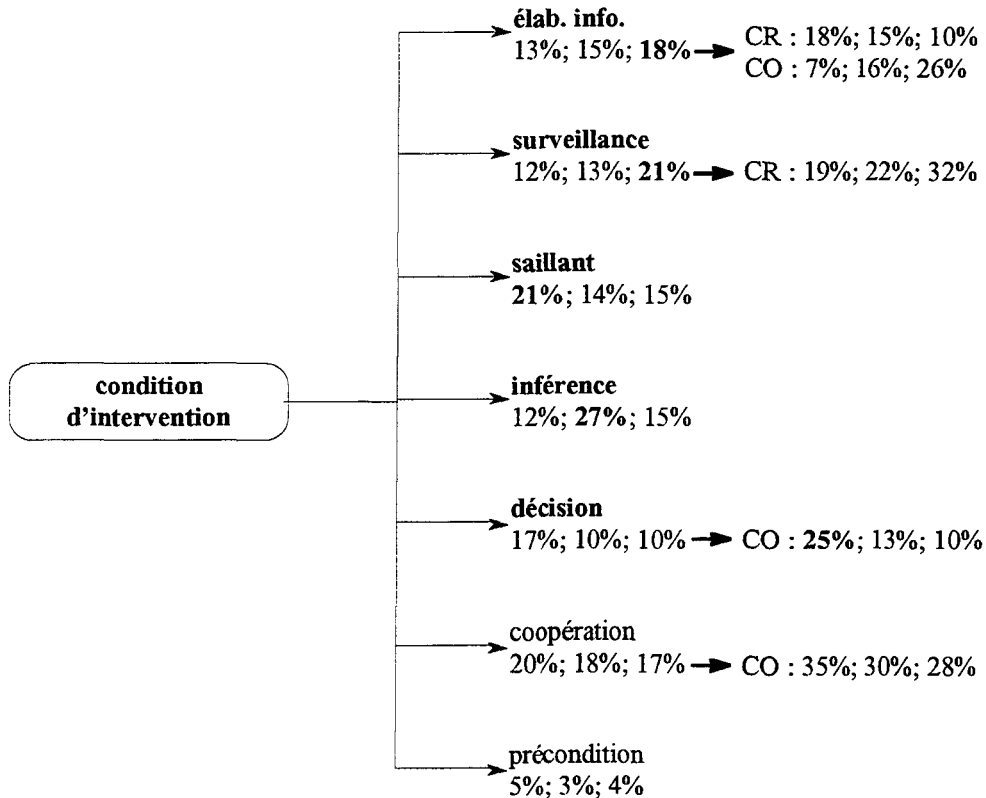 élab. info.
13%; 15%; 18%
CR : 18%; 15%; 10%
CO : 7%; 16%; 26%
surveillance
12%; 13%; 21%
CR : 19%; 22%; 32%
saillant
21%; 14%; 15%
condition
d'intervention
inférence
12%; 27%; 15%
décision
17%; 10%; 10%
CO : 25%; 13%; 10%
coopération
20%; 18%; 17%
CO : 35%; 30%; 28%
précondition
5%; 3%; 4%